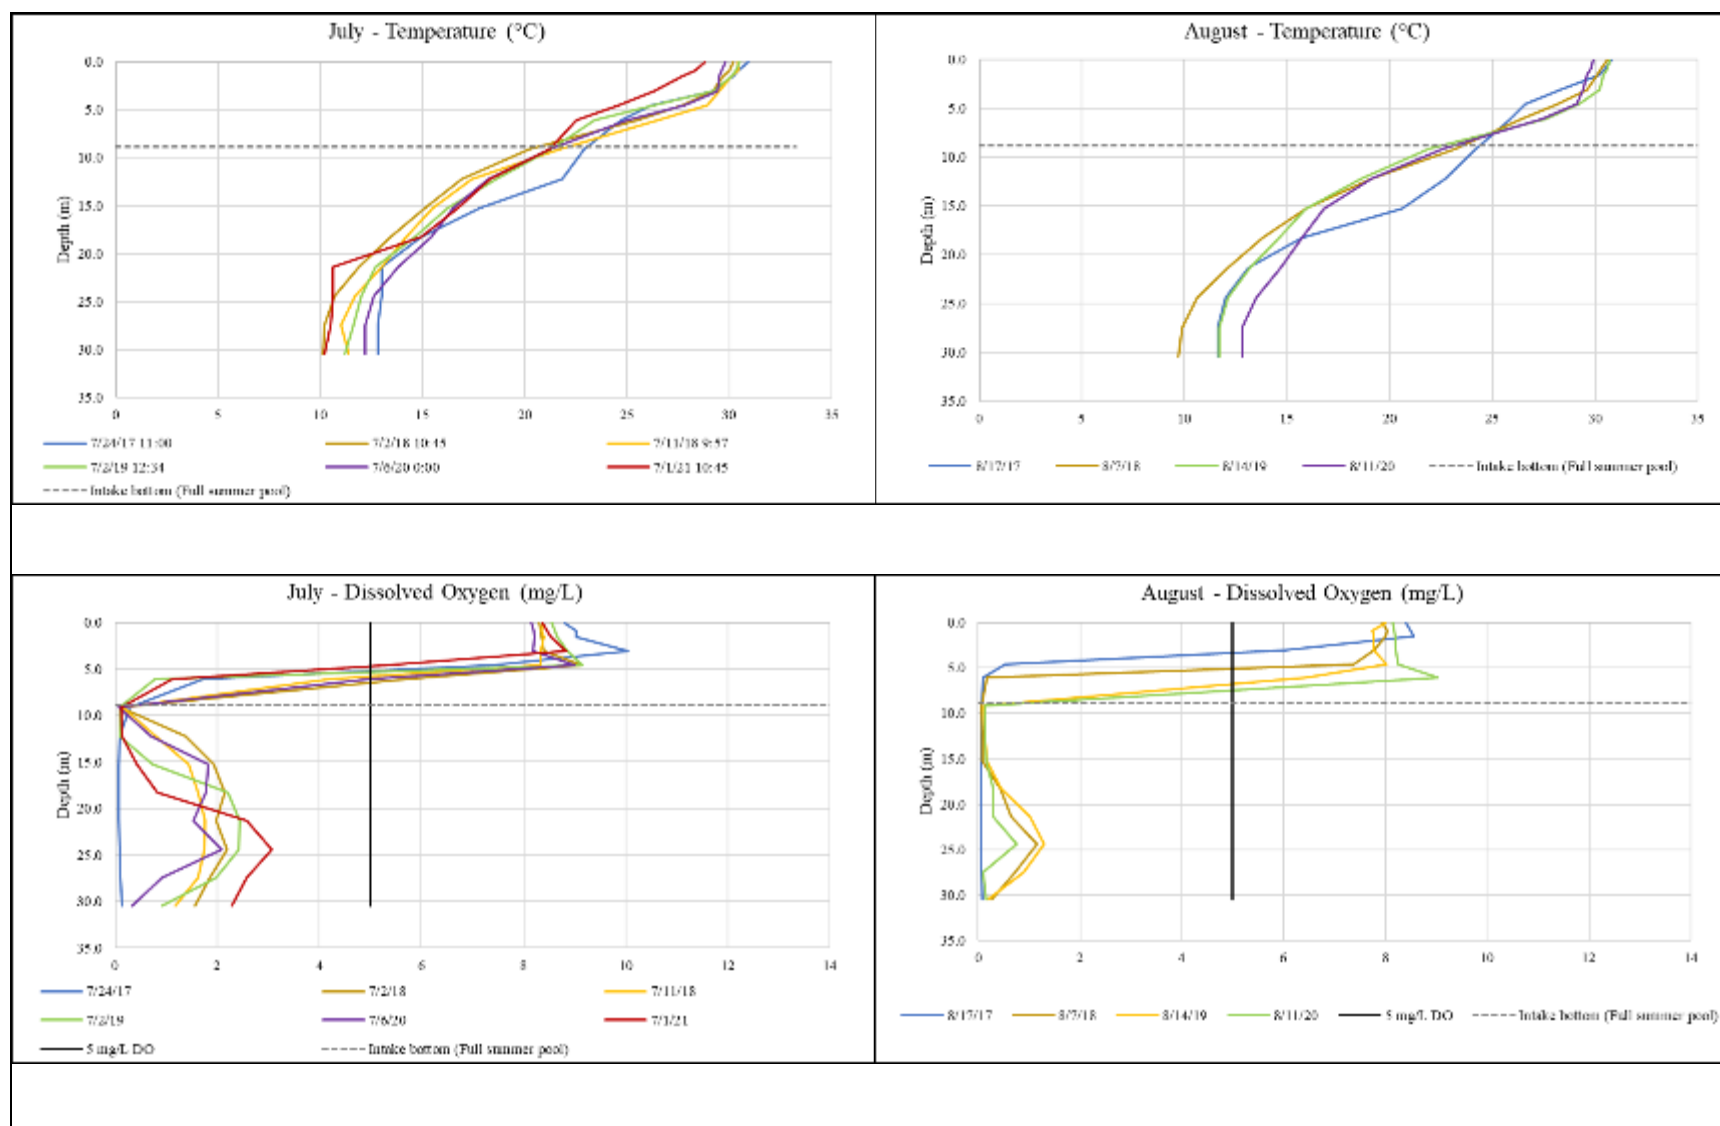 July - Temperature (°C)
0.0
5.0
10.0
15.0
20.0
25.0
30.0
35.0
Depth (m)
0 5 10 15 20 25 30 35
7/24/17 11:00 7/2/18 10:45 7/11/18 9:57
7/2/19 12:34 7/6/20 0:00 7/1/21 10:45
Intake bottom (Full summer pool)
August - Temperature (°C)
0.0
5.0
10.0
15.0
20.0
25.0
30.0
35.0
Depth (m)
0 5 10 15 20 25 30 35
8/17/17 8/7/18 8/14/19 8/11/20 Intake bottom (Full summer pool)
July - Dissolved Oxygen (mg/L)
0.0
5.0
10.0
15.0
20.0
25.0
30.0
35.0
Depth (m)
0 2 4 6 8 10 12 14
7/24/17 7/2/18 7/11/18
7/2/19 7/6/20 7/1/21
5 mg/L DO Intake bottom (Full summer pool)
August - Dissolved Oxygen (mg/L)
0.0
5.0
10.0
15.0
20.0
25.0
30.0
35.0
Depth (m)
0 2 4 6 8 10 12 14
8/17/17 8/7/18 8/14/19 8/11/20 5 mg/L DO Intake bottom (Full summer pool)